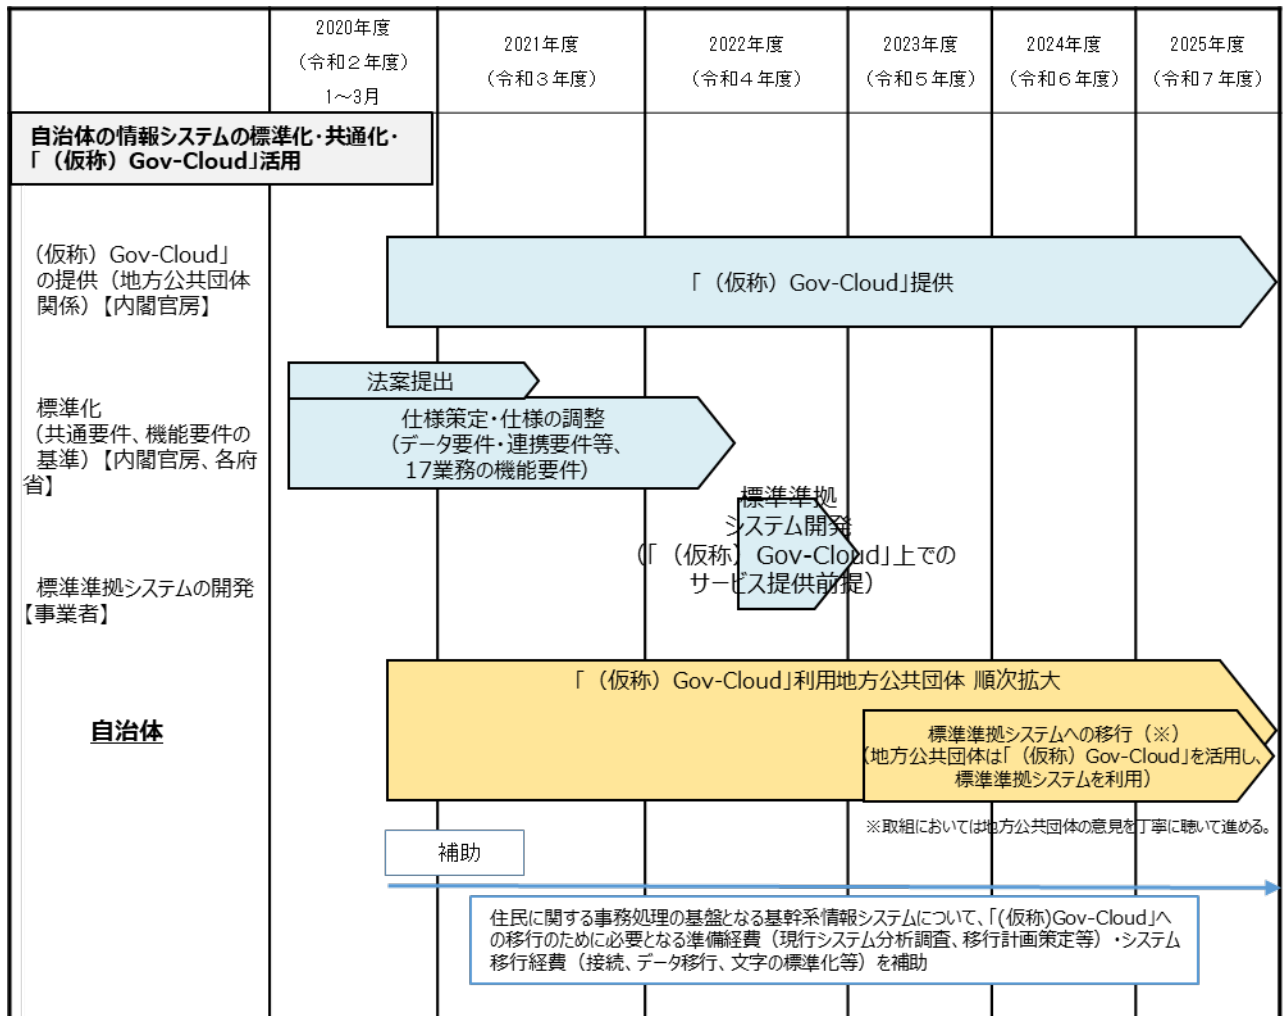 2020年度
（令和２年度）
1～3月
2021年度
（令和３年度）
2022年度
（令和４年度）
2023年度
（令和５年度）
2024年度
（令和６年度）
2025年度
（令和７年度）
自治体の情報システムの標準化・共通化・
「（仮称）Gov-Cloud」活用
（仮称）Gov-Cloud」
の提供（地方公共団体
関係）【内閣官房】
「（仮称）Gov-Cloud」提供
法案提出
標準化
（共通要件、機能要件の
基準）【内閣官房、各府
省】
仕様策定・仕様の調整
（データ要件・連携要件等、
17業務の機能要件）
標準準拠
システム開発
（「（仮称）Gov-Cloud」上での
サービス提供前提）
標準準拠システムの開発
【事業者】
「（仮称）Gov-Cloud」利用地方公共団体 順次拡大
自治体
標準準拠システムへの移行（※）
（地方公共団体は「（仮称）Gov-Cloud」を活用し、
標準準拠システムを利用）
※取組においては地方公共団体の意見を丁寧に聴いて進める。
補助
住民に関する事務処理の基盤となる基幹系情報システムについて、「(仮称)Gov-Cloud」へ
の移行のために必要となる準備経費（現行システム分析調査、移行計画策定等）・システム
移行経費（接続、データ移行、文字の標準化等）を補助